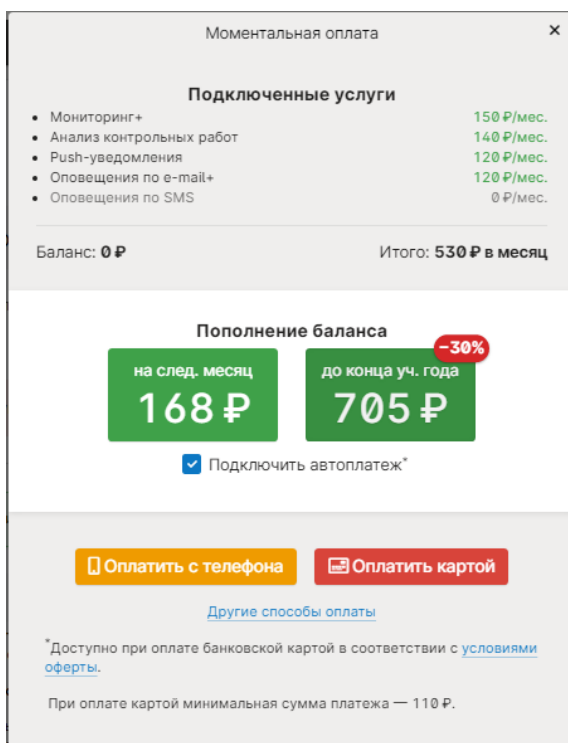 Моментальная оплата ×
Подключенные услуги
• Мониторинг+ 150 ₽/мес.
• Анализ контрольных работ 140 ₽/мес.
• Push-уведомления 120 ₽/мес.
• Оповещения по e-mail+ 120 ₽/мес.
• Оповещения по SMS 0 ₽/мес.
Баланс: 0 ₽ Итого: 530 ₽ в месяц
Пополнение баланса
-30%
на след. месяц
168 ₽
до конца уч. года
705 ₽
Подключить автоплатеж*
Оплатить с телефона
Оплатить картой
Другие способы оплаты
*Доступно при оплате банковской картой в соответствии с условиями
оферты.
При оплате картой минимальная сумма платежа — 110 ₽.